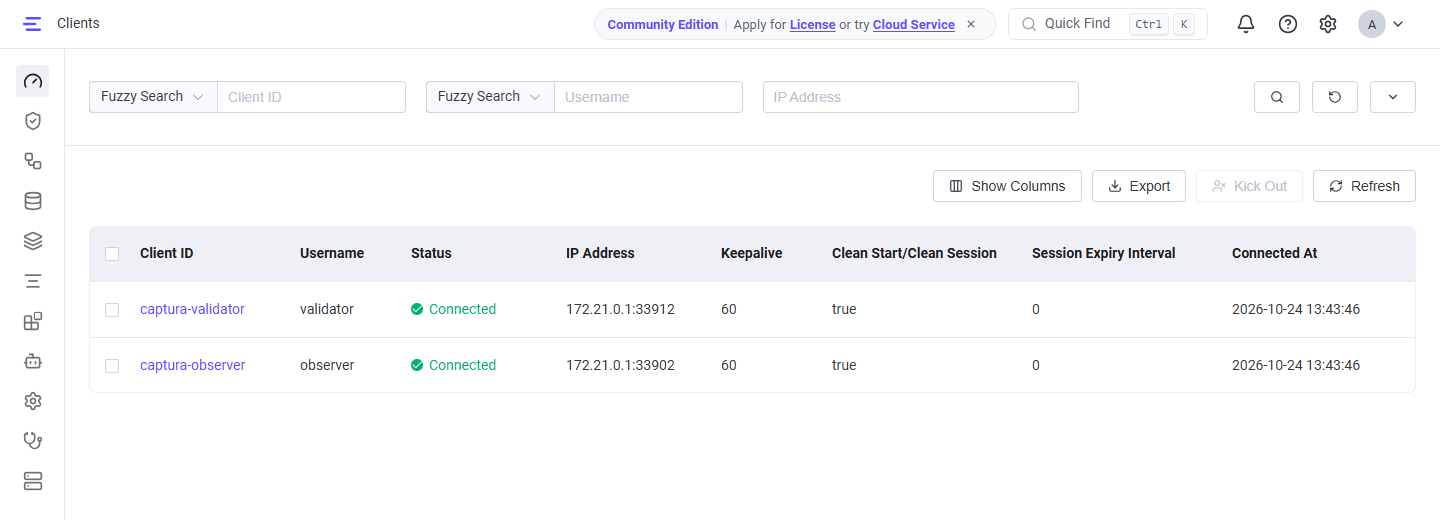 Clients
Community Edition | Apply for License or try Cloud Service
Quick Find Ctrl K
A
Fuzzy Search Client ID Fuzzy Search Username IP Address
Show Columns Export Kick Out Refresh
Client ID Username Status IP Address Keepalive Clean Start/Clean Session Session Expiry Interval Connected At
captura-validator validator Connected 172.21.0.1:33912 60 true 0 2026-10-24 13:43:46
captura-observer observer Connected 172.21.0.1:33902 60 true 0 2026-10-24 13:43:46